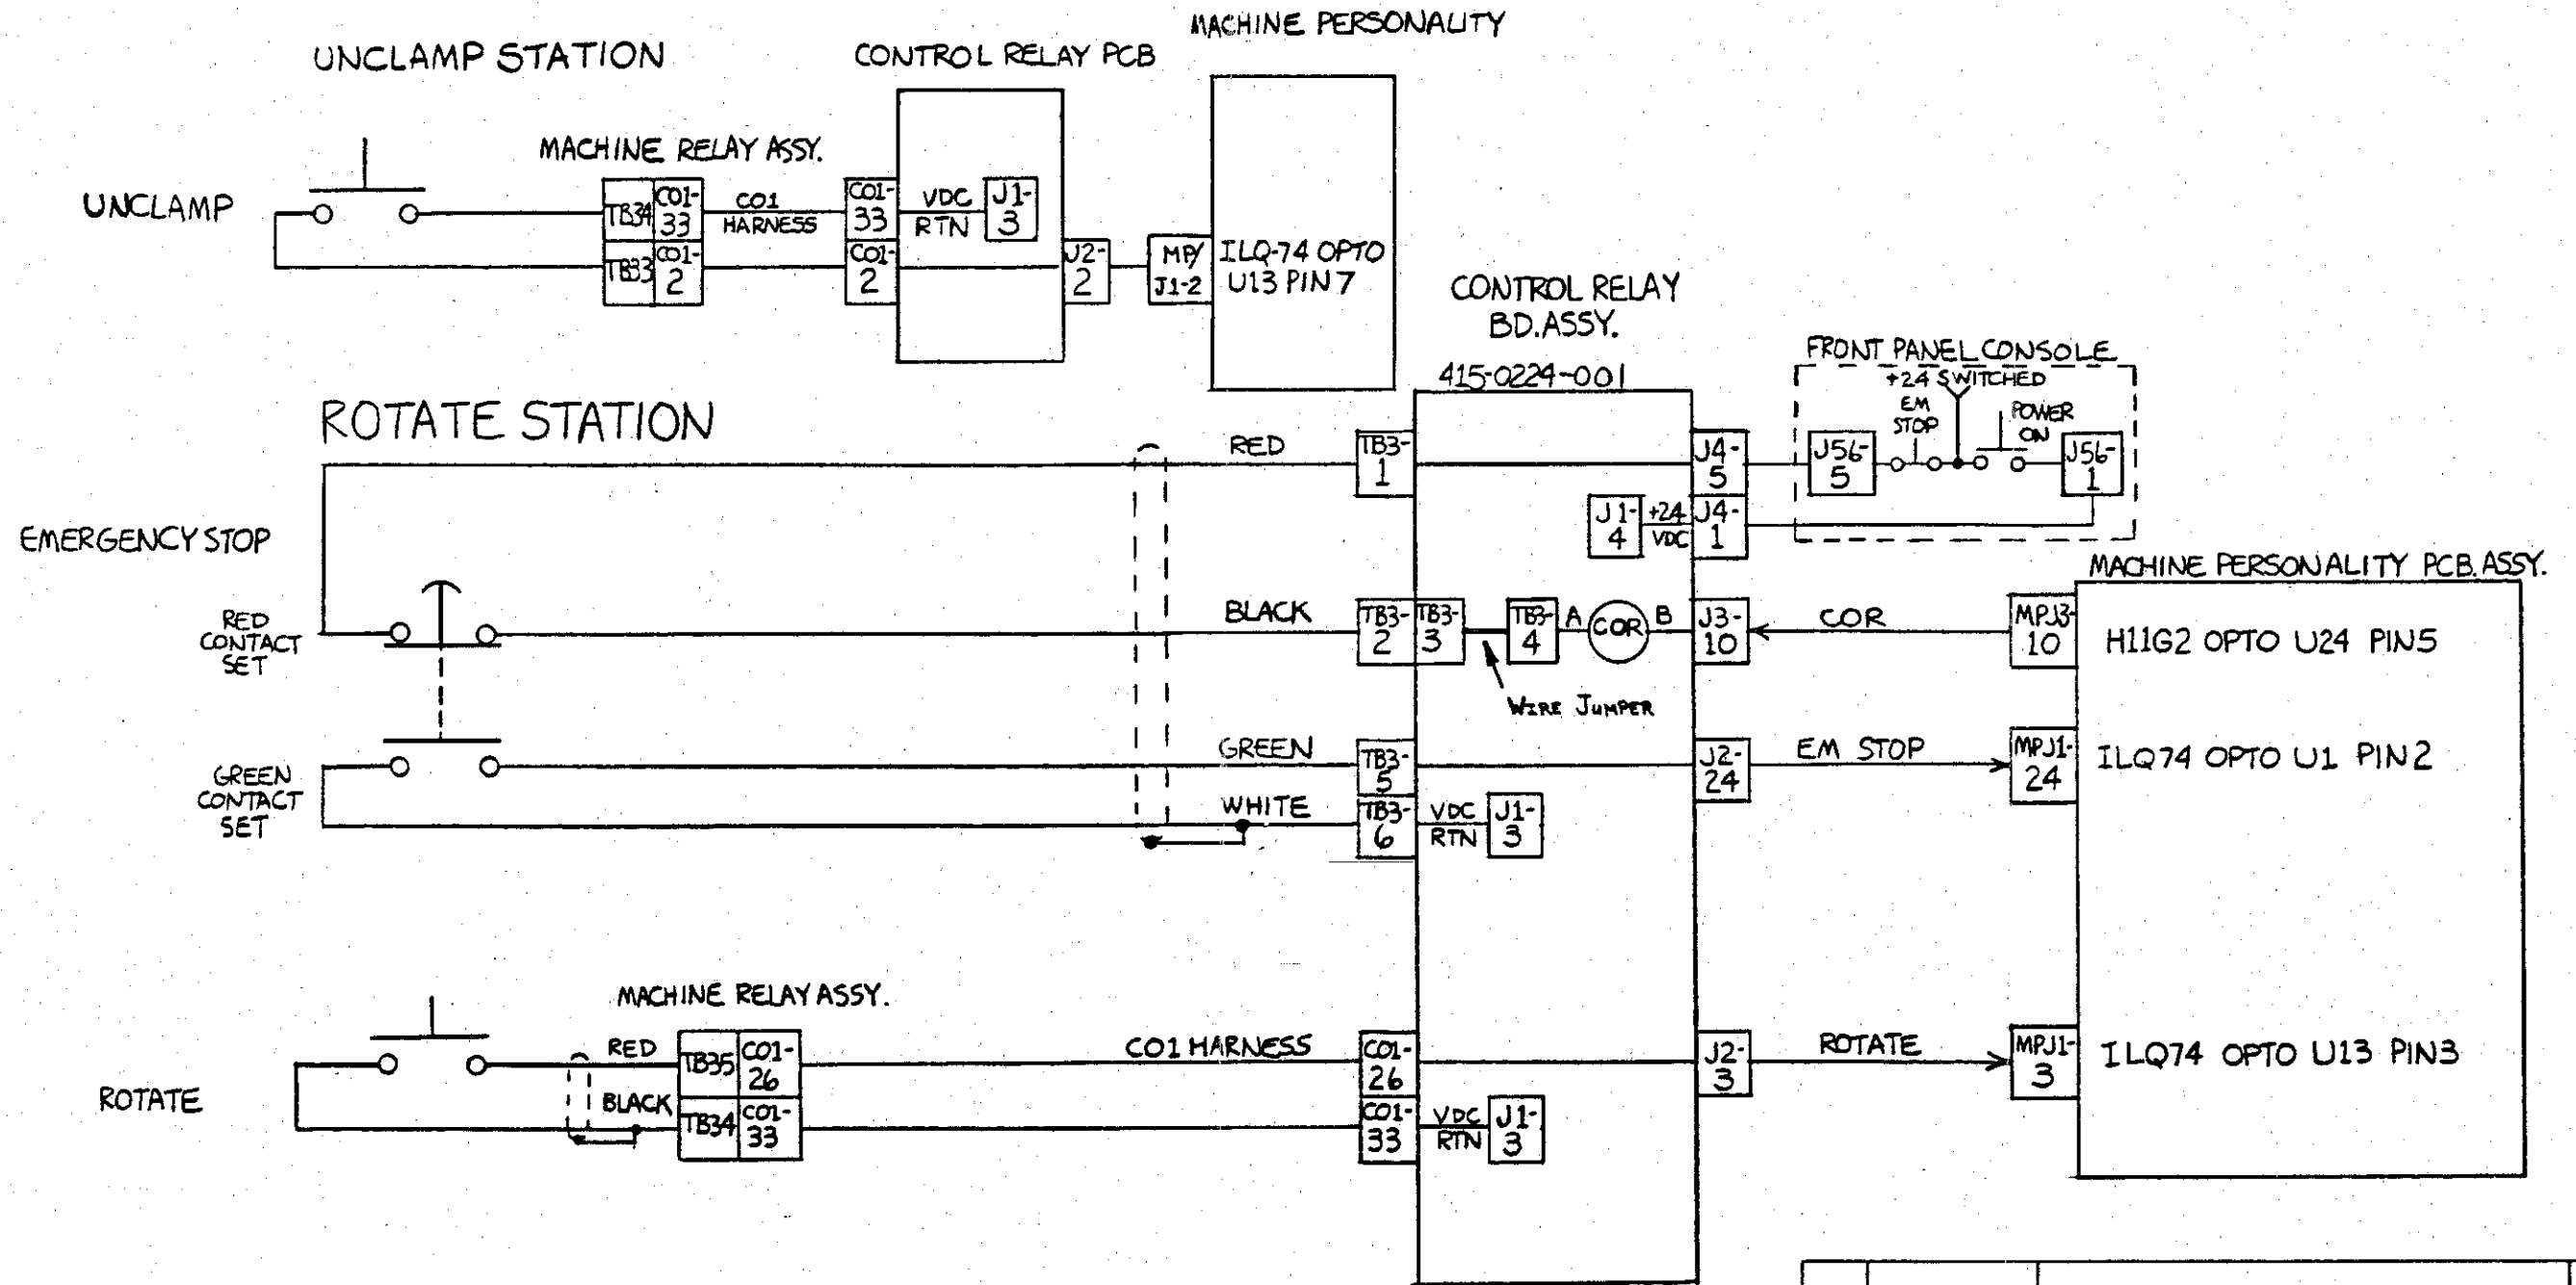 MACHINE PERSONALITY
UNCLAMP STATION
CONTROL RELAY PCB
MACHINE RELAY ASSY.
UNCLAMP
TB34
CO1-
33
CO1
HARNESS
CO1-
33
VDC
RTN
J1-
3
TB33
CO1-
2
CO1-
2
J2-
2
MP/
J1-2
ILQ-74 OPTO
U13 PIN 7
CONTROL RELAY
BD. ASSY.
415-0224-001
FRONT PANEL CONSOLE
+24 SWITCHED
EM
STOP
POWER
ON
ROTATE STATION
RED
TB3-
1
J4-
5
J56-
5
J56-
1
J1-
4
+24
VDC
J4-
1
EMERGENCY STOP
MACHINE PERSONALITY PCB. ASSY.
RED
CONTACT
SET
BLACK
TB3-
2
TB3-
3
TB3-
4
A
COR
B
J3-
10
COR
MPJ3-
10
H11G2 OPTO U24 PIN5
WIRE JUMPER
GREEN
CONTACT
SET
GREEN
TB3-
5
J2-
24
EM STOP
MPJ1-
24
ILQ74 OPTO U1 PIN 2
WHITE
TB3-
6
VDC
RTN
J1-
3
MACHINE RELAY ASSY.
ROTATE
RED
TB35
CO1-
26
CO1 HARNESS
CO1-
26
J2-
3
ROTATE
MPJ1-
3
ILQ74 OPTO U13 PIN3
BLACK
TB34
CO1-
33
CO1-
33
VDC
RTN
J1-
3